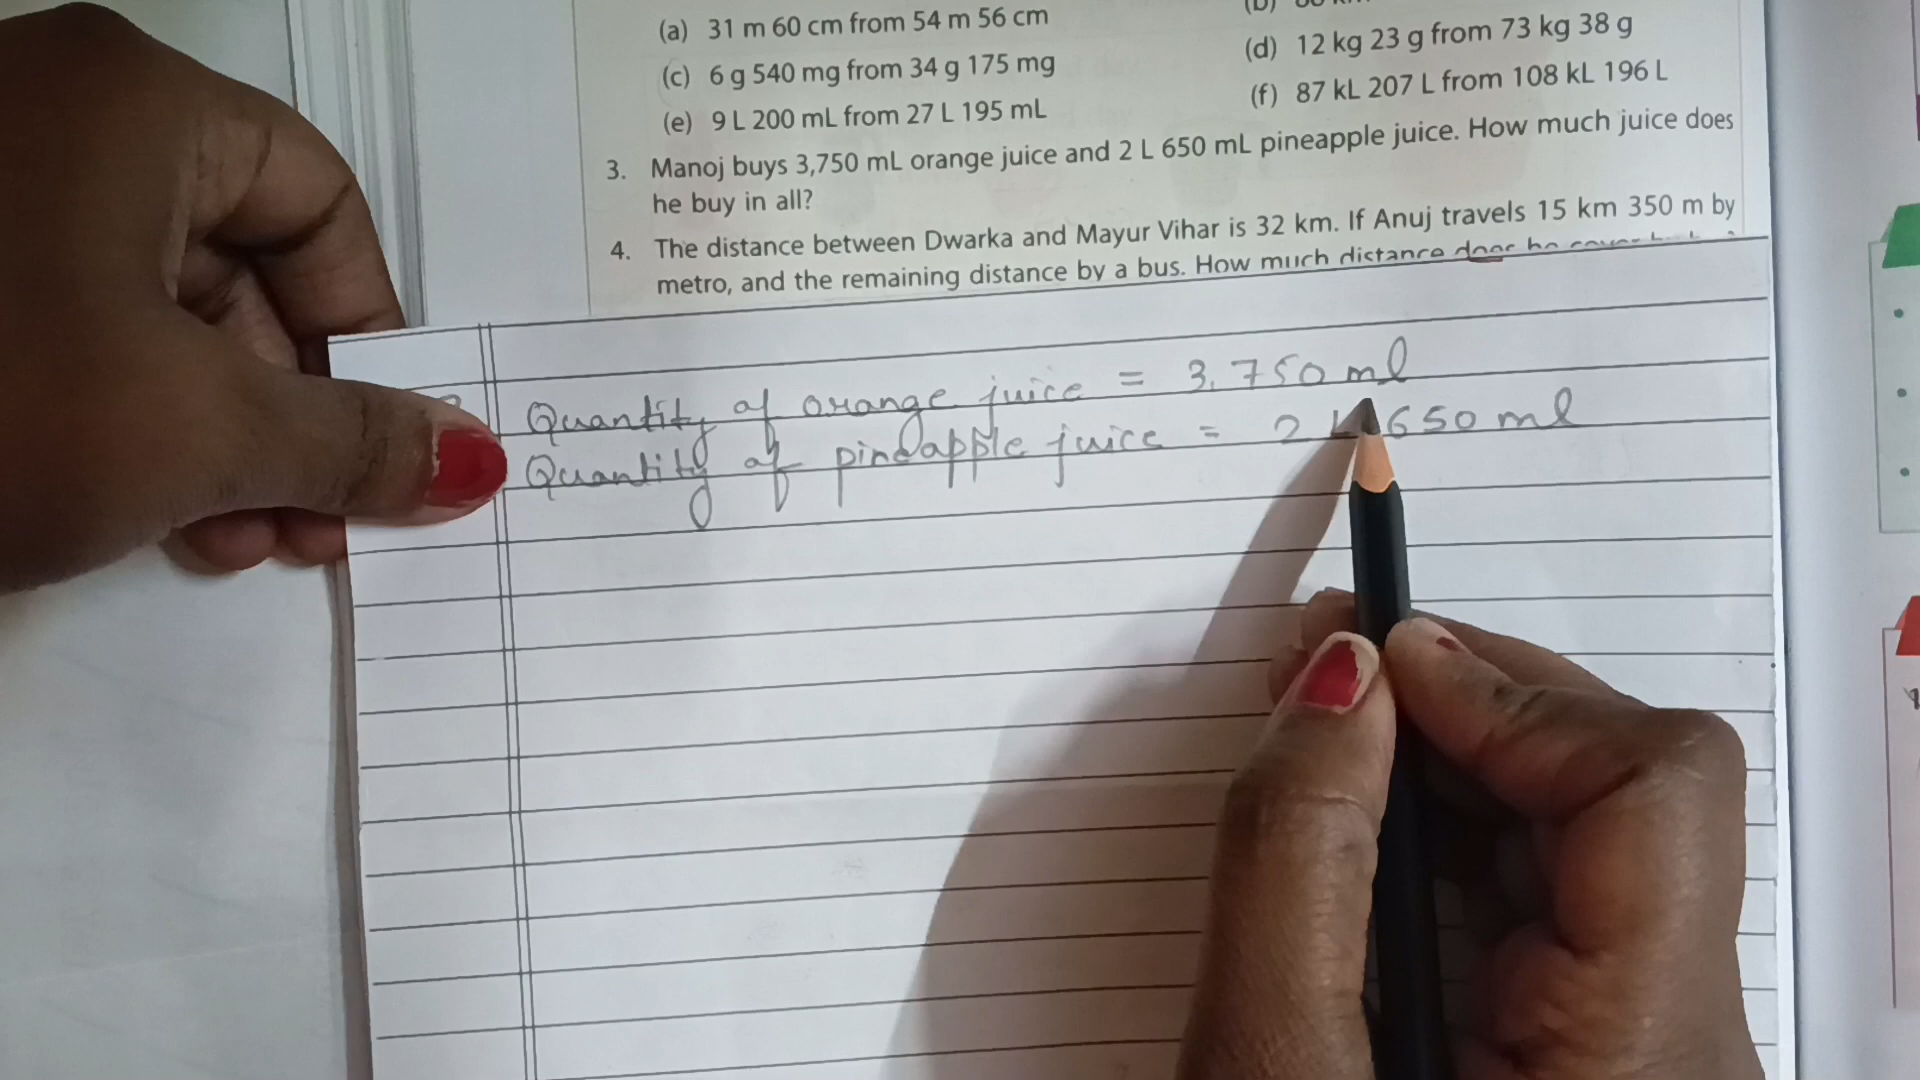 (a) 31 m 60 cm from 54 m 56 cm
(c) 6 g 540 mg from 34 g 175 mg
(d) 12 kg 23 g from 73 kg 38 g
(e) 9 L 200 mL from 27 L 195 mL
(f) 87 kL 207 L from 108 kL 196 L
3. Manoj buys 3,750 mL orange juice and 2 L 650 mL pineapple juice. How much juice does
he buy in all?
4. The distance between Dwarka and Mayur Vihar is 32 km. If Anuj travels 15 km 350 m by
metro, and the remaining distance by a bus. How much distance does he
Quantity of orange juice = 3,750 ml
Quantity of pineapple juice = 2 L 650 ml